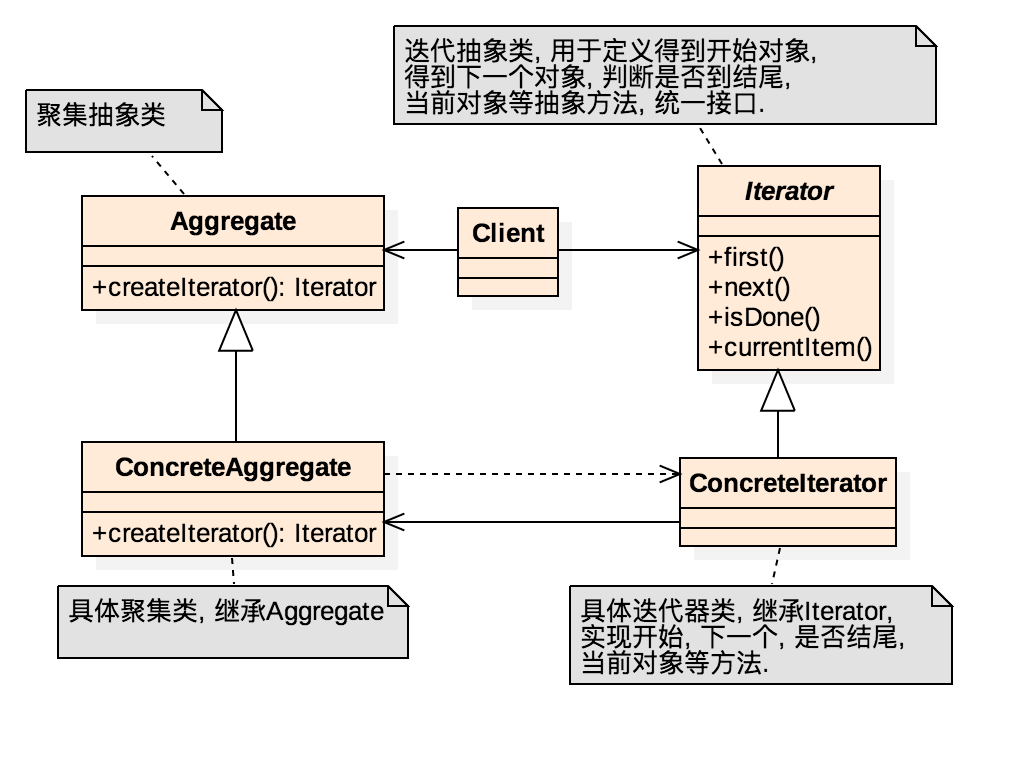 迭代抽象类, 用于定义得到开始对象,
得到下一个对象, 判断是否到结尾,
当前对象等抽象方法, 统一接口.
聚集抽象类
Aggregate
+createIterator(): Iterator
Client
Iterator
+first()
+next()
+isDone()
+currentItem()
ConcreteAggregate
+createIterator(): Iterator
ConcreteIterator
具体聚集类, 继承Aggregate
具体迭代器类, 继承Iterator,
实现开始, 下一个, 是否结尾,
当前对象等方法.